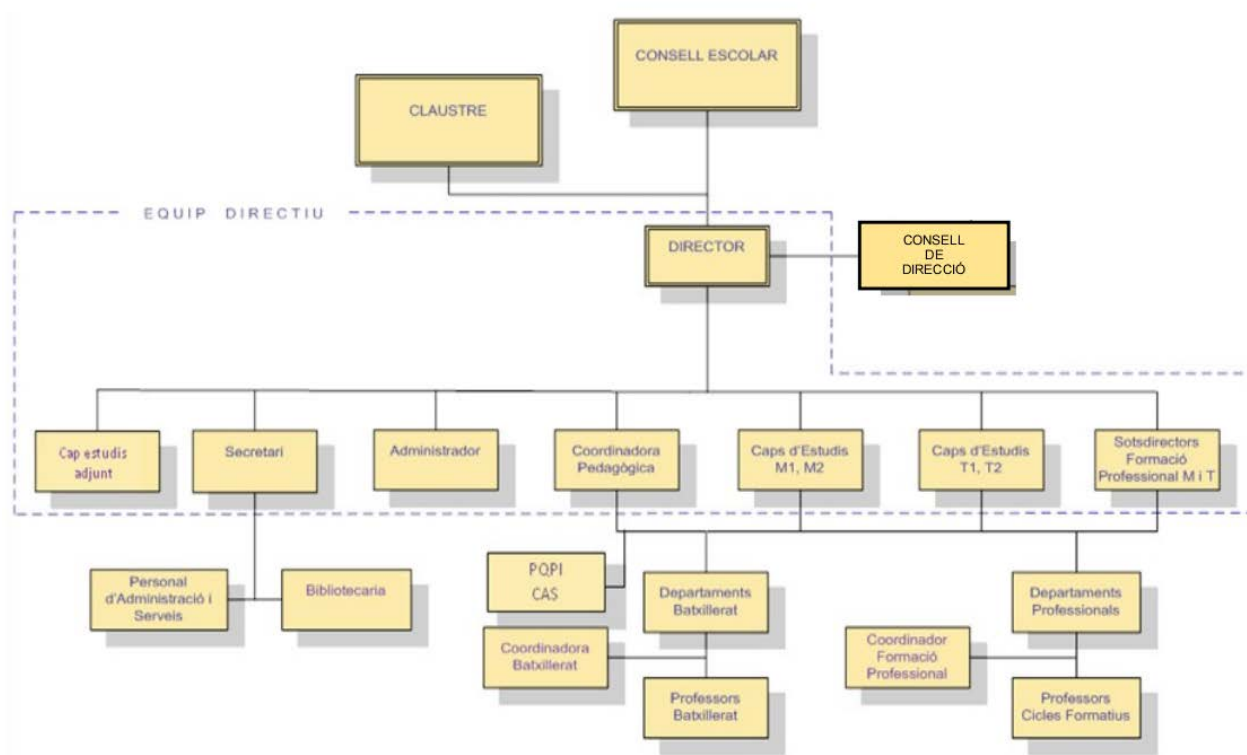 CONSELL ESCOLAR
CLAUSTRE
EQUIP DIRECTIU
DIRECTOR
CONSELL
DE
DIRECCIÓ
Cap estudis
adjunt
Secretari
Administrador
Coordinadora
Pedagògica
Caps d'Estudis
M1, M2
Caps d'Estudis
T1, T2
Sotsdirectors
Formació
Professional M i T
Personal
d'Administració i
Serveis
Bibliotecaria
PQPI
CAS
Departaments
Batxillerat
Departaments
Professionals
Coordinadora
Batxillerat
Coordinador
Formació
Professional
Professors
Batxillerat
Professors
Cicles Formatius